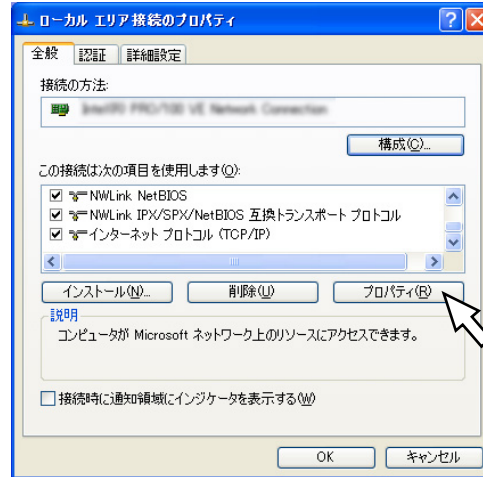 ローカル エリア接続のプロパティ
全般 認証 詳細設定
接続の方法:
PRO/100 VE Network Connection
構成(C)...
この接続は次の項目を使用します(O):
NWLink NetBIOS
NWLink IPX/SPX/NetBIOS 互換トランスポート プロトコル
インターネット プロトコル (TCP/IP)
インストール(N)... 削除(U) プロパティ(R)
説明
コンピュータが Microsoft ネットワーク上のリソースにアクセスできます。
接続時に通知領域にインジケータを表示する(W)
OK キャンセル